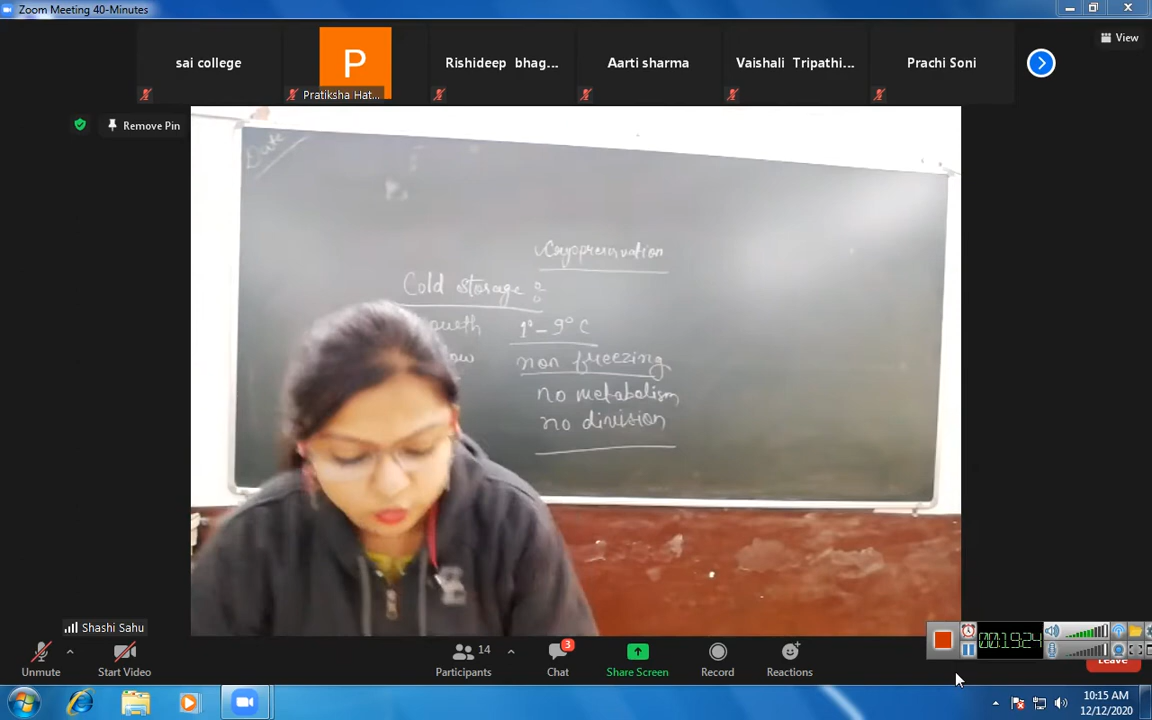 Zoom Meeting 40-Minutes
View
sai college
P
Pratiksha Hat...
Rishideep bhag...
Aarti sharma
Vaishali Tripathi...
Prachi Soni
Remove Pin
Date
Cryopreservation
Cold storage :
1° - 9° C
non freezing
no metabolism
no division
Shashi Sahu
00:19:24
Unmute
Start Video
14
Participants
3
Chat
Share Screen
Record
Reactions
Leave
10:15 AM
12/12/2020